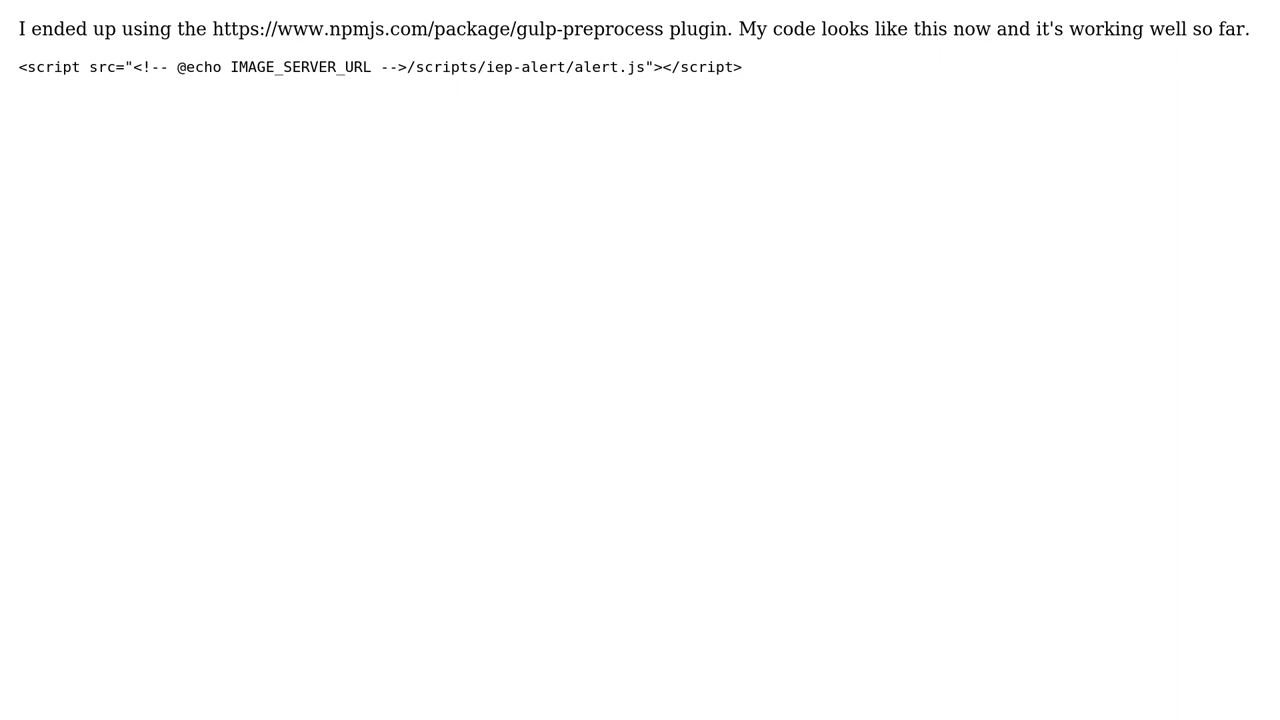 I ended up using the https://www.npmjs.com/package/gulp-preprocess plugin. My code looks like this now and it's working well so far.
<script src="<!-- @echo IMAGE_SERVER_URL -->/scripts/iep-alert/alert.js"></script>